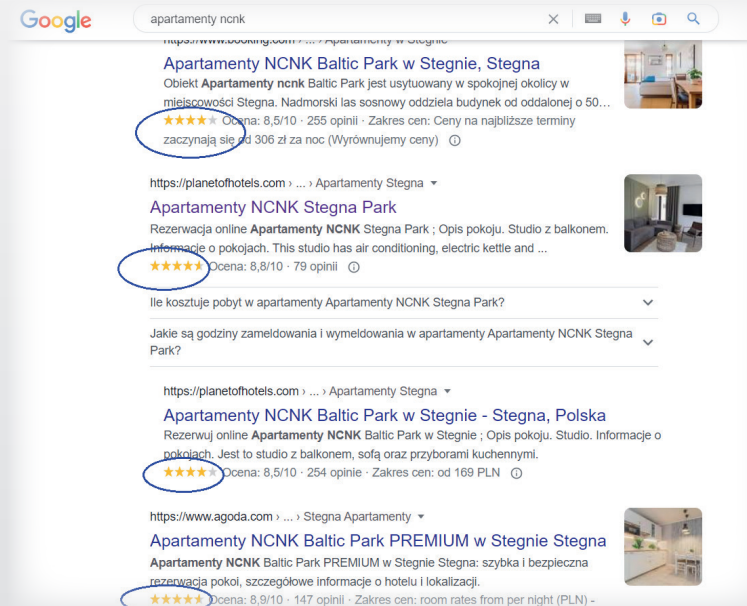 Google
apartamenty ncnk
https://www.booking.com › ... › Apartamenty w Stegnie
Apartamenty NCNK Baltic Park w Stegnie, Stegna
Obiekt Apartamenty ncnk Baltic Park jest usytuowany w spokojnej okolicy w
miejscowości Stegna. Nadmorski las sosnowy oddziela budynek od oddalonej o 50...
Ocena: 8,5/10 · 255 opinii · Zakres cen: Ceny na najbliższe terminy
zaczynają się od 306 zł za noc (Wyrównujemy ceny)
https://planetofhotels.com › ... › Apartamenty Stegna
Apartamenty NCNK Stegna Park
Rezerwacja online Apartamenty NCNK Stegna Park ; Opis pokoju. Studio z balkonem.
Informacje o pokojach. This studio has air conditioning, electric kettle and ...
Ocena: 8,8/10 · 79 opinii
Ile kosztuje pobyt w apartamenty Apartamenty NCNK Stegna Park?
Jakie są godziny zameldowania i wymeldowania w apartamenty Apartamenty NCNK Stegna
Park?
https://planetofhotels.com › ... › Apartamenty Stegna
Apartamenty NCNK Baltic Park w Stegnie - Stegna, Polska
Rezerwuj online Apartamenty NCNK Baltic Park w Stegnie ; Opis pokoju. Studio. Informacje o
pokojach. Jest to studio z balkonem, sofą oraz przyborami kuchennymi.
Ocena: 8,5/10 · 254 opinie · Zakres cen: od 169 PLN
https://www.agoda.com › ... › Stegna Apartamenty
Apartamenty NCNK Baltic Park PREMIUM w Stegnie Stegna
Apartamenty NCNK Baltic Park PREMIUM w Stegnie Stegna: szybka i bezpieczna
rezerwacja pokoi, szczegółowe informacje o hotelu i lokalizacji.
Ocena: 8,9/10 · 147 opinii · Zakres cen: room rates from per night (PLN) -